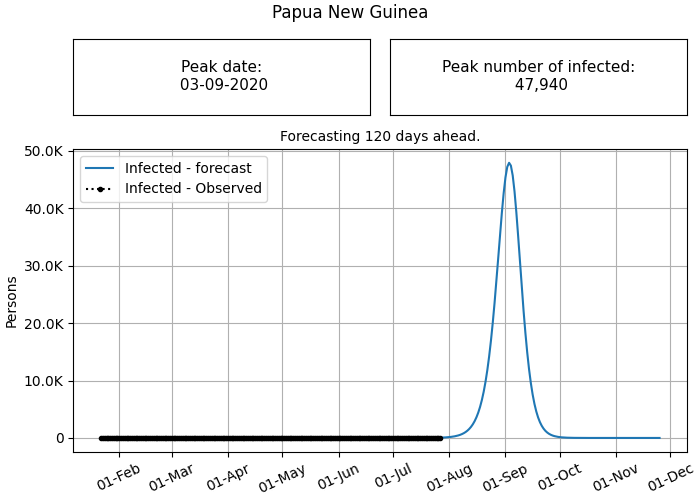 Papua New Guinea
Peak date:
03-09-2020
Peak number of infected:
47,940
Forecasting 120 days ahead.
Infected - forecast
Infected - Observed
Persons
50.0K
40.0K
30.0K
20.0K
10.0K
0
01-Feb
01-Mar
01-Apr
01-May
01-Jun
01-Jul
01-Aug
01-Sep
01-Oct
01-Nov
01-Dec